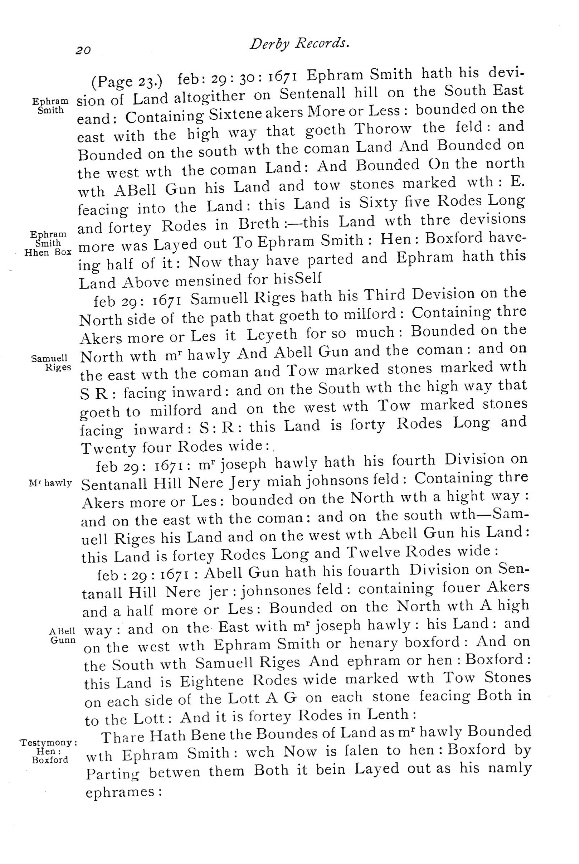 20
Derby Records.
(Page 23.) feb: 29: 30: 1671 Ephram Smith hath his devi-
Ephram
Smith
sion of Land altogither on Sentenall hill on the South East
eand: Containing Sixtene akers More or Less: bounded on the
east with the high way that goeth Thorow the feld: and
Bounded on the south wth the coman Land And Bounded on
the west wth the coman Land: And Bounded On the north
wth ABell Gun his Land and tow stones marked wth: E.
feacing into the Land: this Land is Sixty five Rodes Long
and fortey Rodes in Breth:—this Land wth thre devisions
Ephram
Smith
Hhen Box
more was Layed out To Ephram Smith: Hen: Boxford have-
ing half of it: Now thay have parted and Ephram hath this
Land Above mensined for hisSelf
feb 29: 1671 Samuell Riges hath his Third Devision on the
North side of the path that goeth to milford: Containing thre
Akers more or Les it Leyeth for so much: Bounded on the
Samuell
Riges
North wth mr hawly And Abell Gun and the coman: and on
the east wth the coman and Tow marked stones marked wth
S R: facing inward: and on the South wth the high way that
goeth to milford and on the west wth Tow marked stones
facing inward: S: R: this Land is forty Rodes Long and
Twenty four Rodes wide:
feb 29: 1671: mr joseph hawly hath his fourth Division on
Mr hawly
Sentanall Hill Nere Jery miah johnsons feld: Containing thre
Akers more or Les: bounded on the North wth a hight way:
and on the east wth the coman: and on the south wth—Sam-
uell Riges his Land and on the west wth Abell Gun his Land:
this Land is fortey Rodes Long and Twelve Rodes wide:
feb: 29: 1671: Abell Gun hath his fouarth Division on Sen-
tanall Hill Nere jer: johnsones feld: containing fouer Akers
and a half more or Les: Bounded on the North wth A high
ABell
Gunn
way: and on the East with mr joseph hawly: his Land: and
on the west wth Ephram Smith or henary boxford: And on
the South wth Samuell Riges And ephram or hen: Boxford:
this Land is Eightene Rodes wide marked wth Tow Stones
on each side of the Lott A G on each stone feacing Both in
to the Lott: And it is fortey Rodes in Lenth:
Testymony:
Hen:
Boxford
Thare Hath Bene the Boundes of Land as mr hawly Bounded
wth Ephram Smith: wch Now is falen to hen: Boxford by
Parting betwen them Both it bein Layed out as his namly
ephrames: